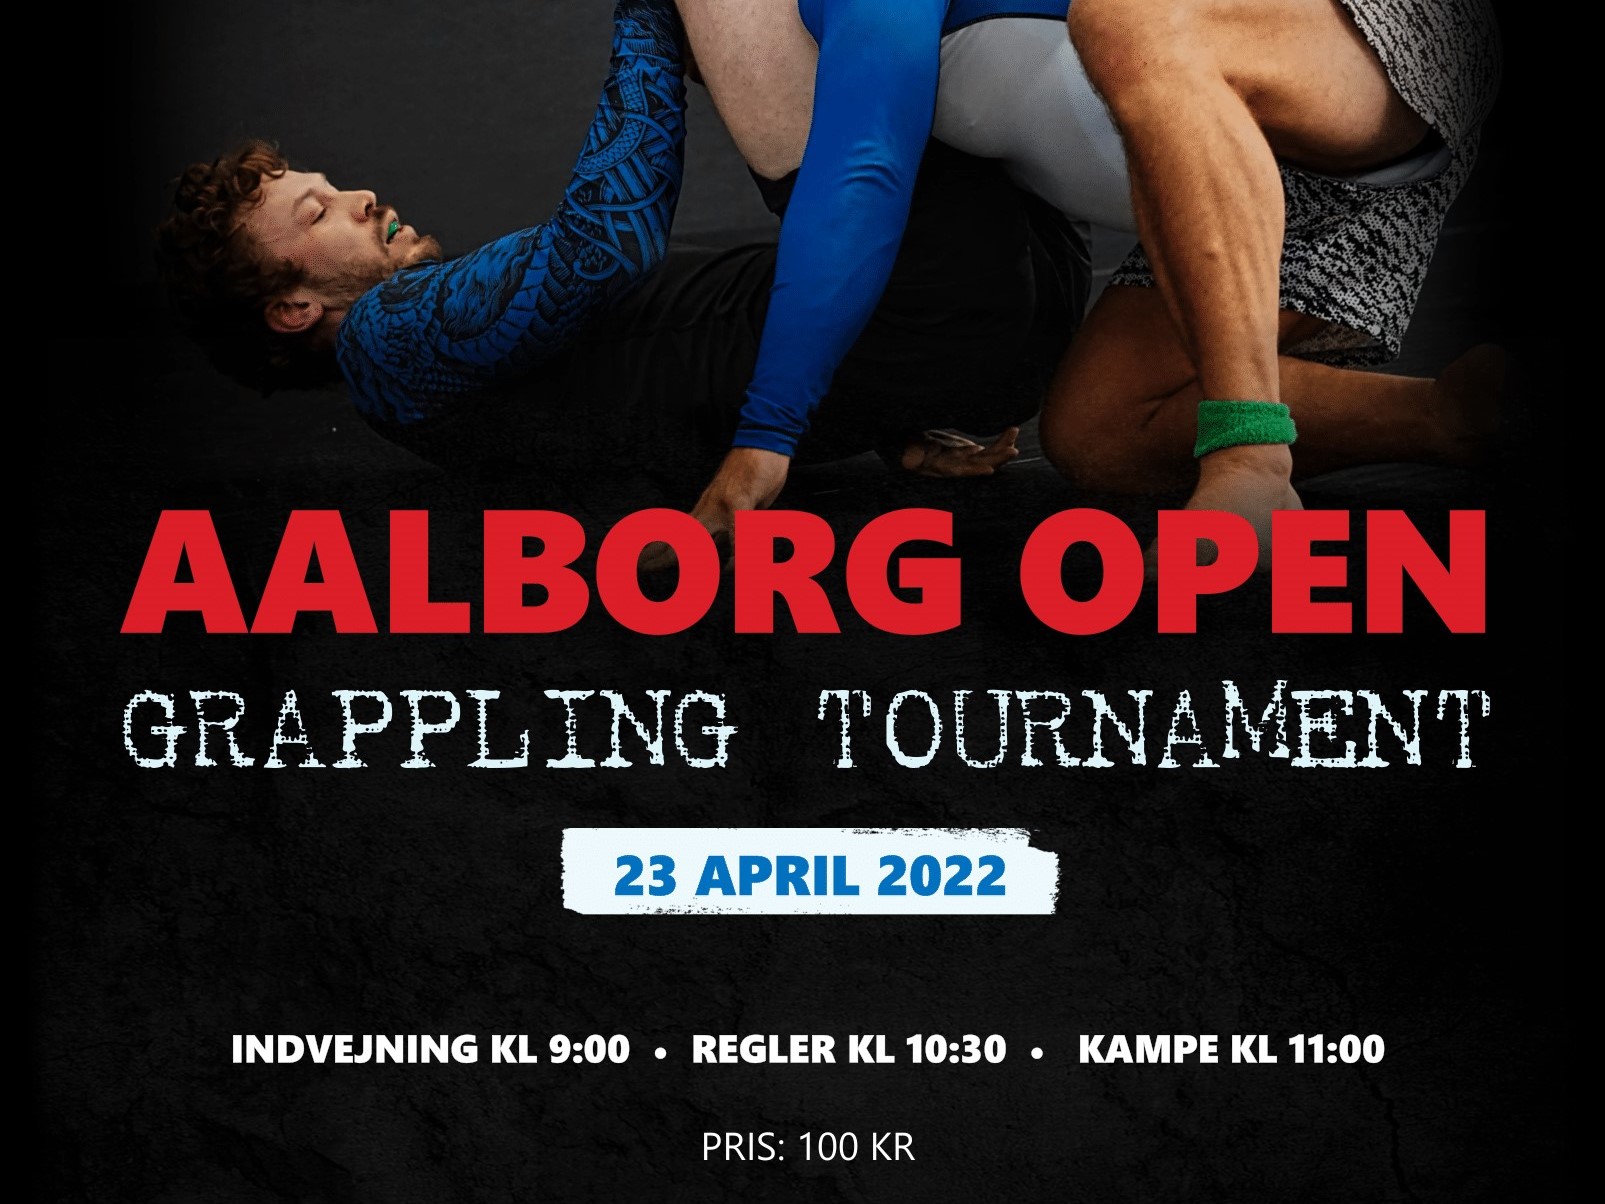 AALBORG OPEN
GRAPPLING TOURNAMENT
23 APRIL 2022
INDVEJNING KL 9:00 • REGLER KL 10:30 • KAMPE KL 11:00
PRIS: 100 KR